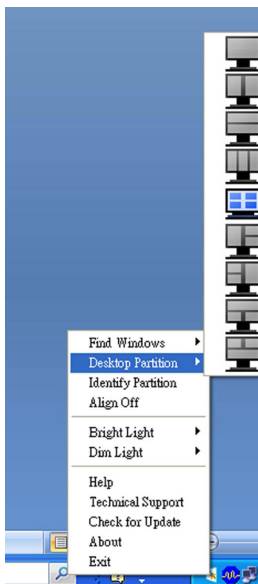 Find Windows
Desktop Partition
Identify Partition
Align Off
Bright Light
Dim Light
Help
Technical Support
Check for Update
About
Exit